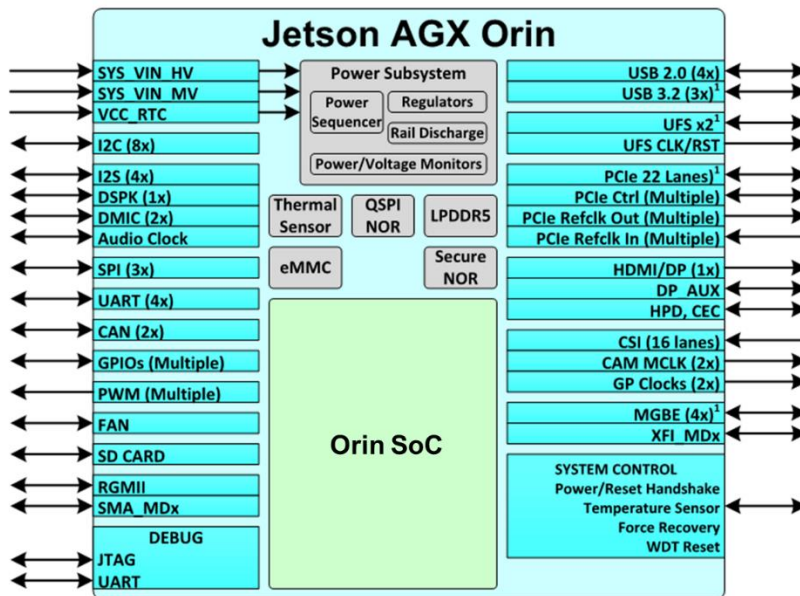 Jetson AGX Orin
SYS_VIN_HV
SYS_VIN_MV
VCC_RTC
I2C (8x)
I2S (4x)
DSPK (1x)
DMIC (2x)
Audio Clock
SPI (3x)
UART (4x)
CAN (2x)
GPIOs (Multiple)
PWM (Multiple)
FAN
SD CARD
RGMII
SMA_MDx
DEBUG
JTAG
UART
Power Subsystem
Power
Sequencer
Regulators
Rail Discharge
Power/Voltage Monitors
Thermal
Sensor
QSPI
NOR
LPDDR5
eMMC
Secure
NOR
Orin SoC
USB 2.0 (4x)
USB 3.2 (3x)¹
UFS x2¹
UFS CLK/RST
PCIe 22 Lanes)¹
PCIe Ctrl (Multiple)
PCIe Refclk Out (Multiple)
PCIe Refclk In (Multiple)
HDMI/DP (1x)
DP_AUX
HPD, CEC
CSI (16 lanes)
CAM MCLK (2x)
GP Clocks (2x)
MGBE (4x)¹
XFI_MDx
SYSTEM CONTROL
Power/Reset Handshake
Temperature Sensor
Force Recovery
WDT Reset